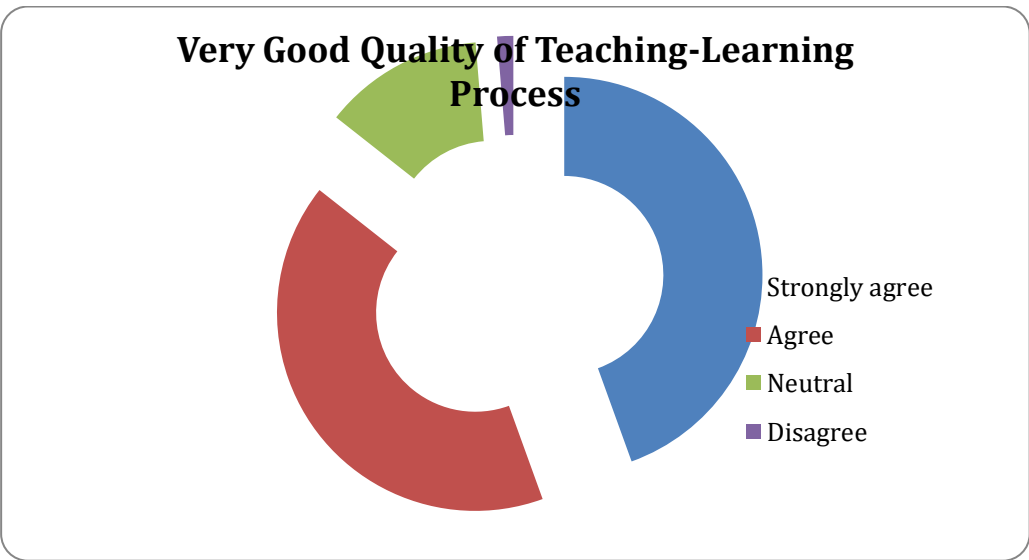 Very Good Quality of Teaching-Learning
Process
Strongly agree
Agree
Neutral
Disagree